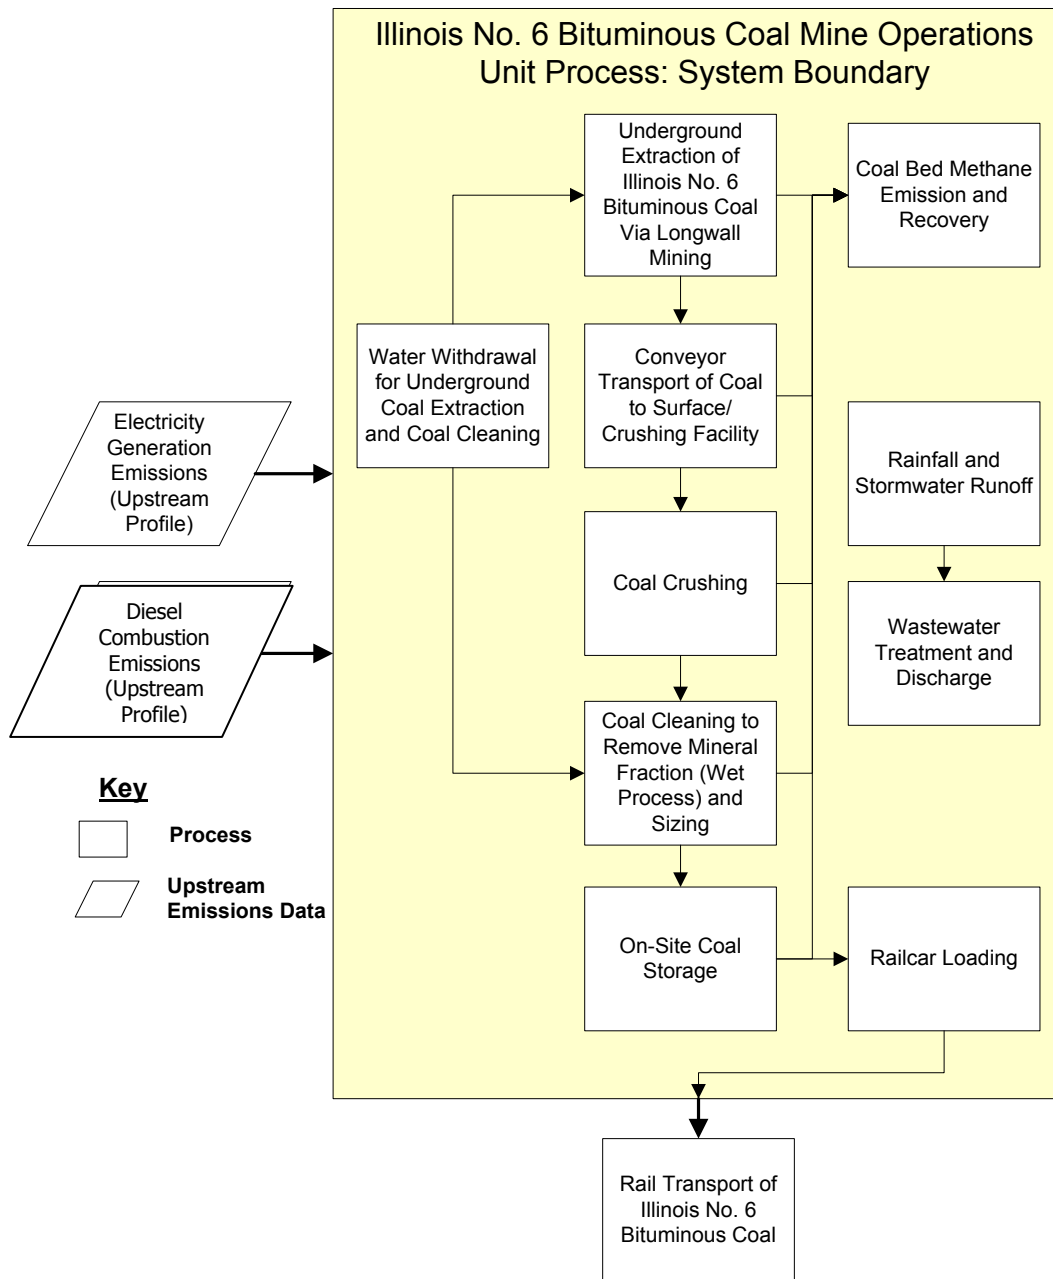 Illinois No. 6 Bituminous Coal Mine Operations
Unit Process: System Boundary
Underground
Extraction of
Illinois No. 6
Bituminous Coal
Via Longwall
Mining
Coal Bed Methane
Emission and
Recovery
Water Withdrawal
for Underground
Coal Extraction
and Coal Cleaning
Conveyor
Transport of Coal
to Surface/
Crushing Facility
Electricity
Generation
Emissions
(Upstream
Profile)
Rainfall and
Stormwater Runoff
Coal Crushing
Diesel
Combustion
Emissions
(Upstream
Profile)
Wastewater
Treatment and
Discharge
Coal Cleaning to
Remove Mineral
Fraction (Wet
Process) and
Sizing
Key
Process
Upstream
Emissions Data
On-Site Coal
Storage
Railcar Loading
Rail Transport of
Illinois No. 6
Bituminous Coal